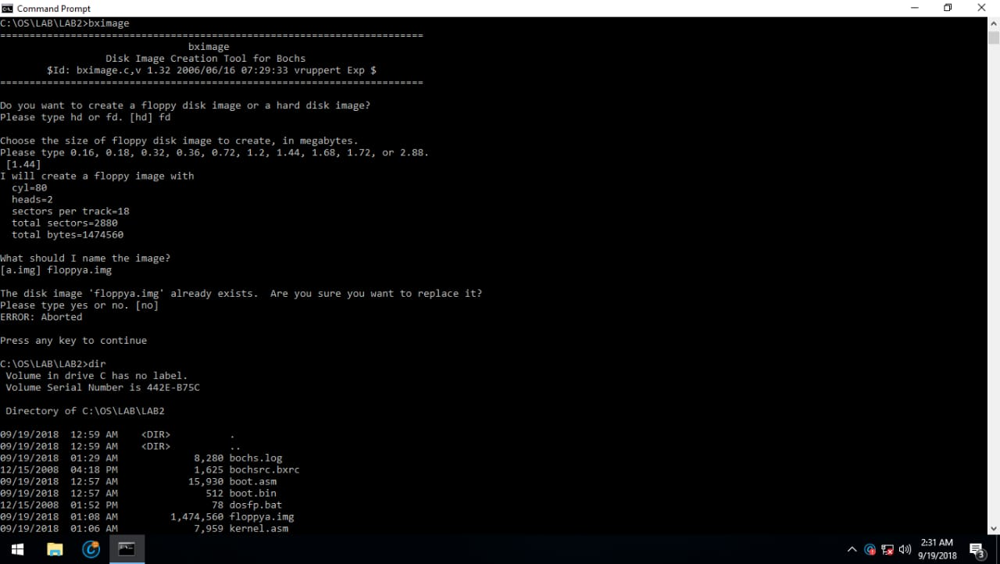 Command Prompt
C:\OS\LAB\LAB2>bximage
========================================================================
bximage
Disk Image Creation Tool for Bochs
$Id: bximage.c,v 1.32 2006/06/16 07:29:33 vruppert Exp $
========================================================================
Do you want to create a floppy disk image or a hard disk image?
Please type hd or fd. [hd] fd
Choose the size of floppy disk image to create, in megabytes.
Please type 0.16, 0.18, 0.32, 0.36, 0.72, 1.2, 1.44, 1.68, 1.72, or 2.88.
[1.44]
I will create a floppy image with
cyl=80
heads=2
sectors per track=18
total sectors=2880
total bytes=1474560
What should I name the image?
[a.img] floppya.img
The disk image 'floppya.img' already exists.  Are you sure you want to replace it?
Please type yes or no. [no]
ERROR: Aborted
Press any key to continue
C:\OS\LAB\LAB2>dir
Volume in drive C has no label.
Volume Serial Number is 442E-B75C
Directory of C:\OS\LAB\LAB2
09/19/2018  12:59 AM    <DIR>          .
09/19/2018  12:59 AM    <DIR>          ..
09/19/2018  01:29 AM             8,280 bochs.log
12/15/2008  04:18 PM             1,625 bochsrc.bxrc
09/19/2018  12:57 AM            15,930 boot.asm
09/19/2018  12:57 AM               512 boot.bin
12/15/2008  01:52 PM                78 dosfp.bat
09/19/2018  01:08 AM         1,474,560 floppya.img
09/19/2018  01:06 AM             7,959 kernel.asm
2:31 AM
9/19/2018
3